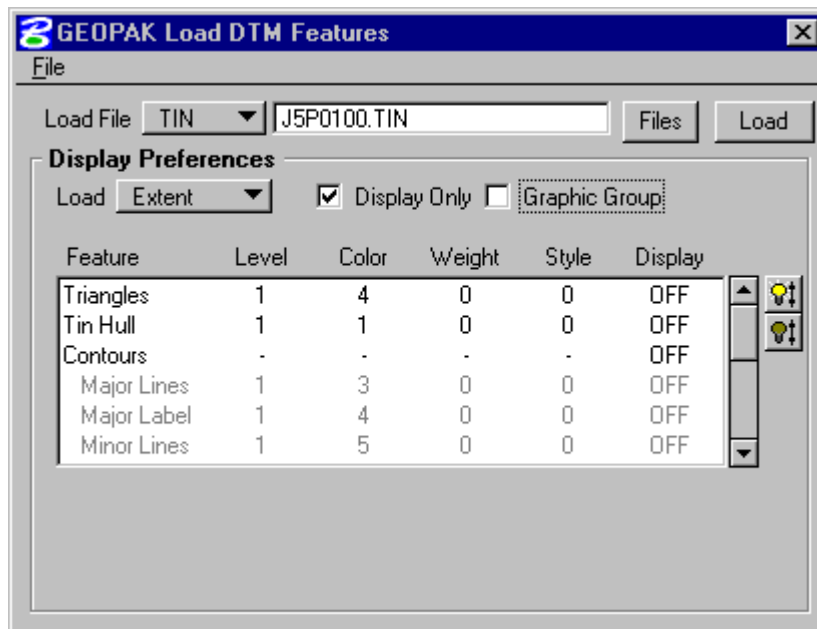 GEOPAK Load DTM Features
File
Load File TIN J5P0100.TIN Files Load
Display Preferences
Load Extent Display Only Graphic Group
Feature Level Color Weight Style Display
Triangles 1 4 0 0 OFF
Tin Hull 1 1 0 0 OFF
Contours - - - - OFF
Major Lines 1 3 0 0 OFF
Major Label 1 4 0 0 OFF
Minor Lines 1 5 0 0 OFF